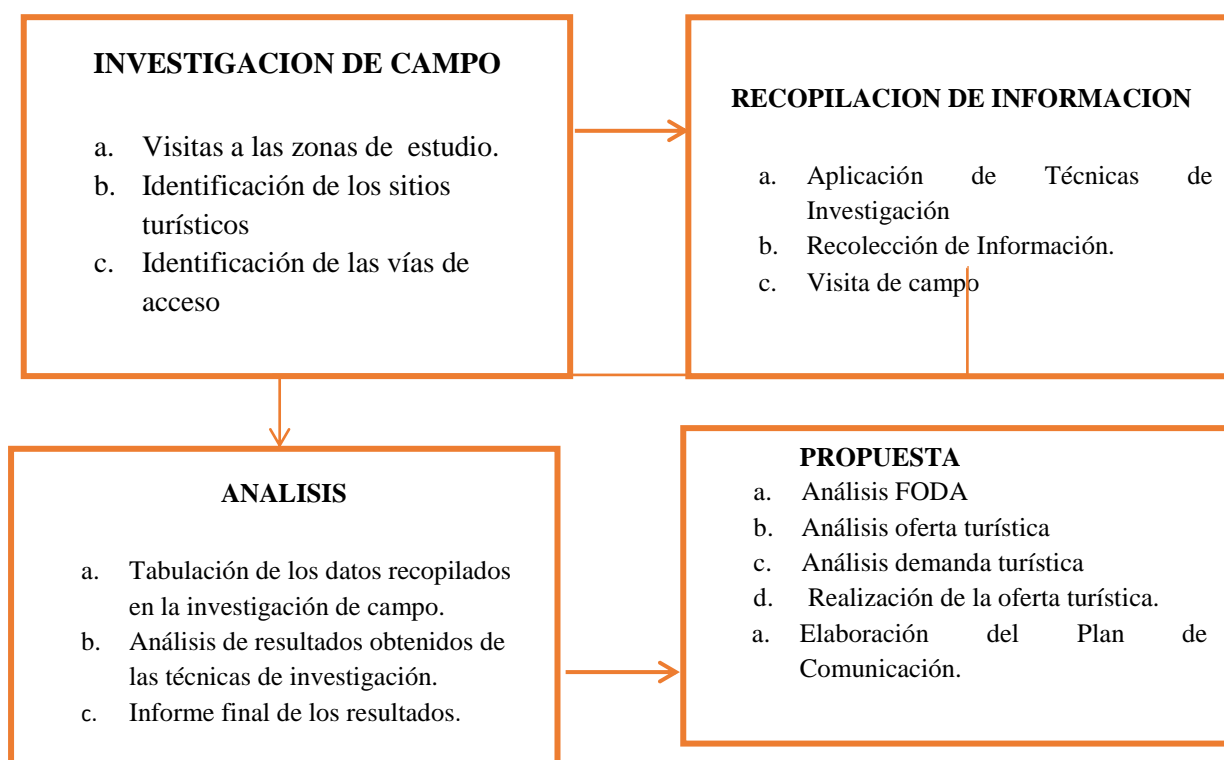 INVESTIGACION DE CAMPO
a. Visitas a las zonas de estudio.
b. Identificación de los sitios
turísticos
c. Identificación de las vías de
acceso
RECOPILACION DE INFORMACION
a. Aplicación de Técnicas de
Investigación
b. Recolección de Información.
c. Visita de campo
ANALISIS
a. Tabulación de los datos recopilados
en la investigación de campo.
b. Análisis de resultados obtenidos de
las técnicas de investigación.
c. Informe final de los resultados.
PROPUESTA
a. Análisis FODA
b. Análisis oferta turística
c. Análisis demanda turística
d. Realización de la oferta turística.
a. Elaboración del Plan de
Comunicación.